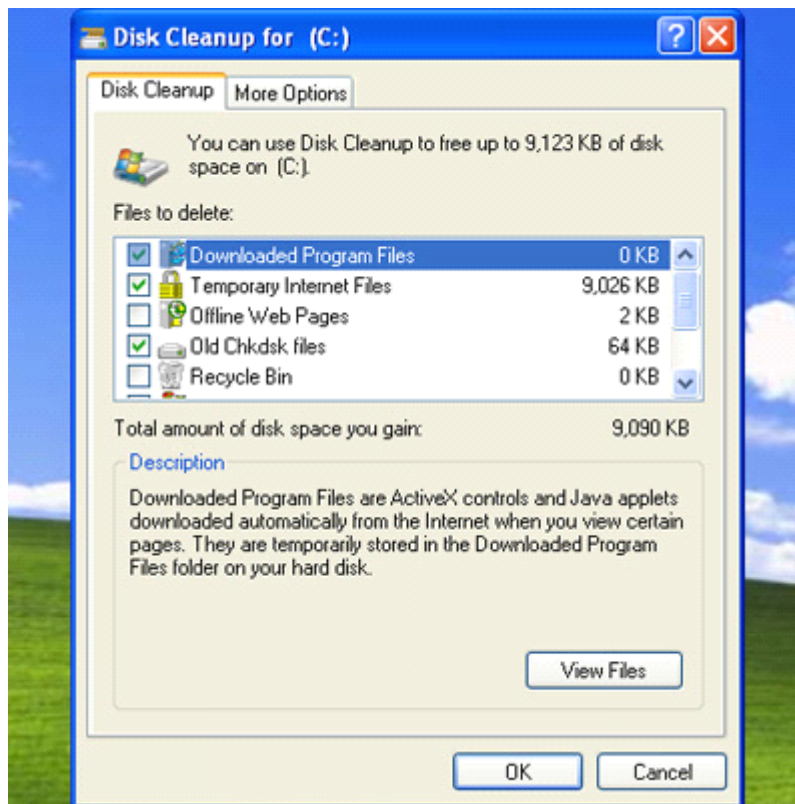 Disk Cleanup for (C:)
Disk Cleanup More Options
You can use Disk Cleanup to free up to 9,123 KB of disk
space on (C:).
Files to delete:
Downloaded Program Files 0 KB
Temporary Internet Files 9,026 KB
Offline Web Pages 2 KB
Old Chkdsk files 64 KB
Recycle Bin 0 KB
Total amount of disk space you gain: 9,090 KB
Description
Downloaded Program Files are ActiveX controls and Java applets
downloaded automatically from the Internet when you view certain
pages. They are temporarily stored in the Downloaded Program
Files folder on your hard disk.
View Files
OK Cancel